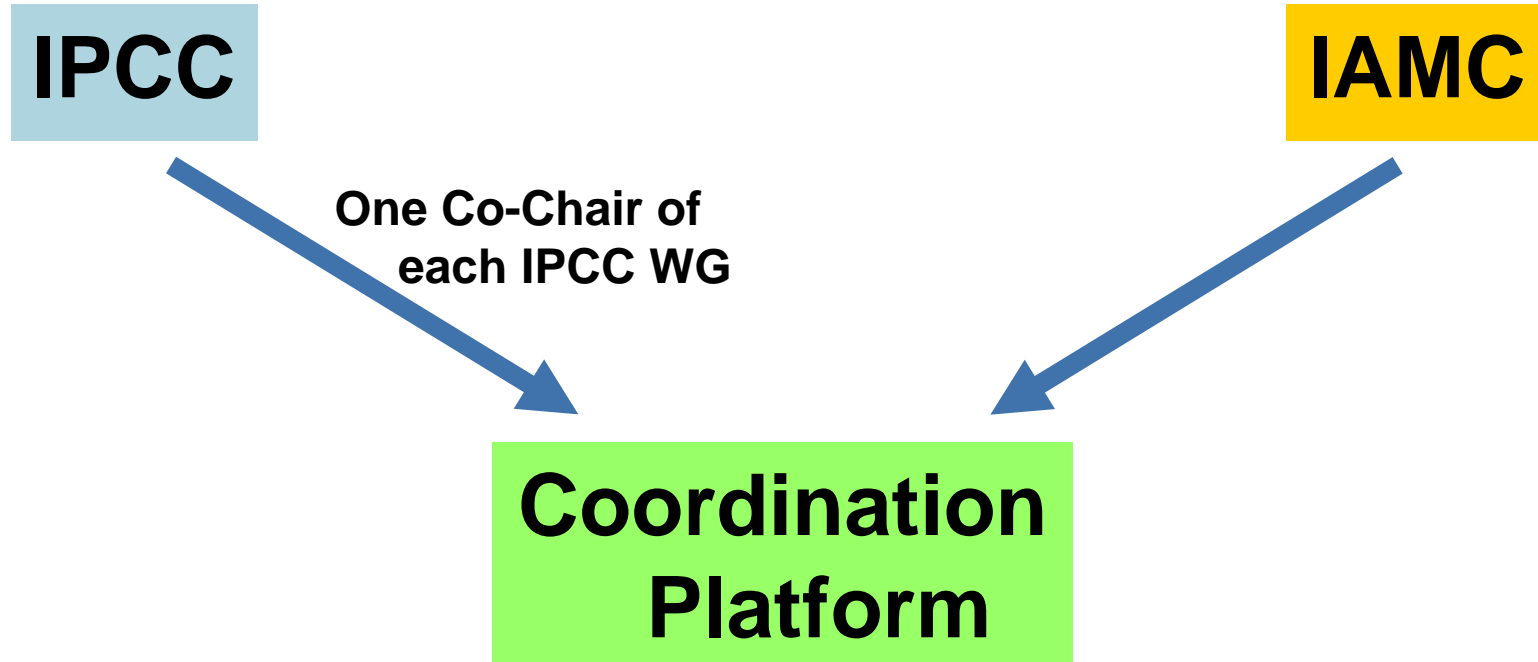 IPCC
IAMC
One Co-Chair of
each IPCC WG
Coordination
Platform